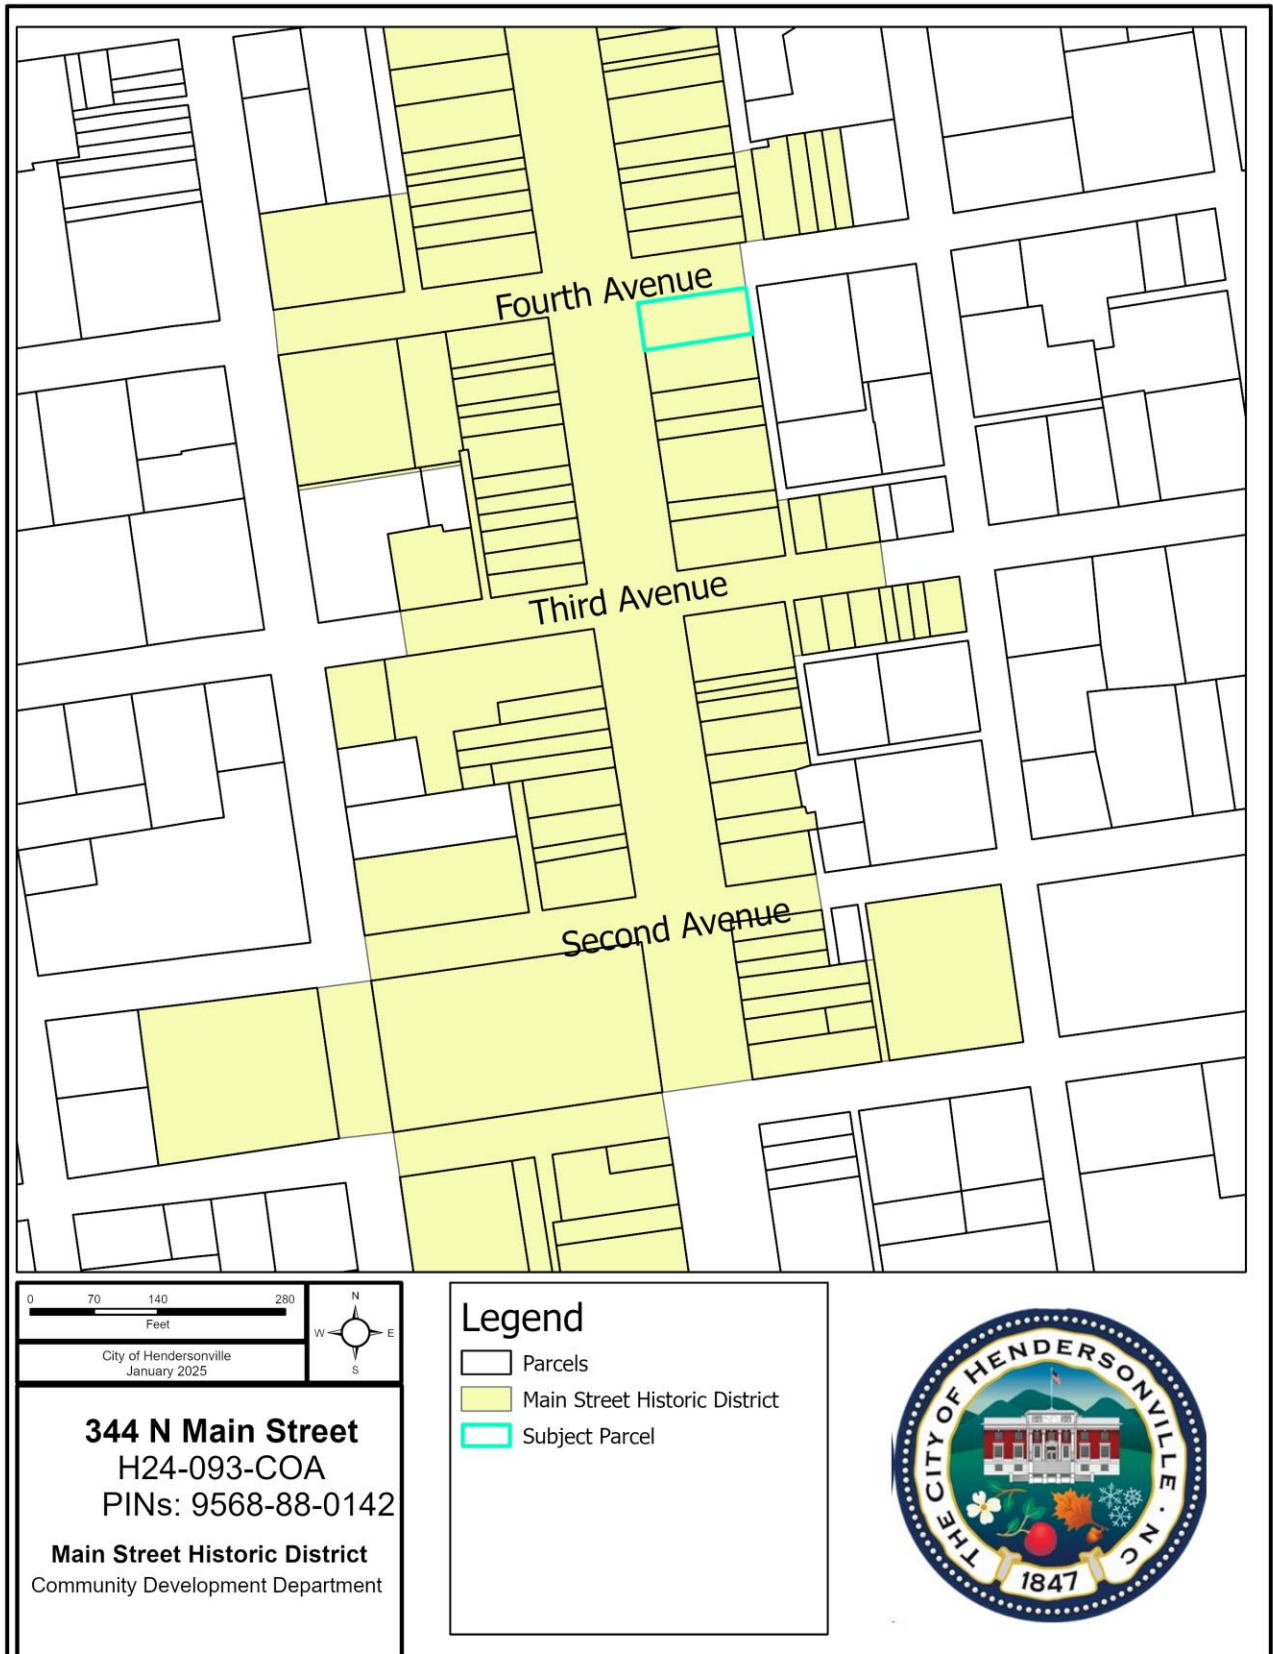 Fourth Avenue
Third Avenue
Second Avenue
0 70 140 280
Feet
City of Hendersonville
January 2025
N
W E
S
344 N Main Street
H24-093-COA
PINs: 9568-88-0142
Main Street Historic District
Community Development Department
Legend
Parcels
Main Street Historic District
Subject Parcel
THE CITY OF HENDERSONVILLE · NC
1847